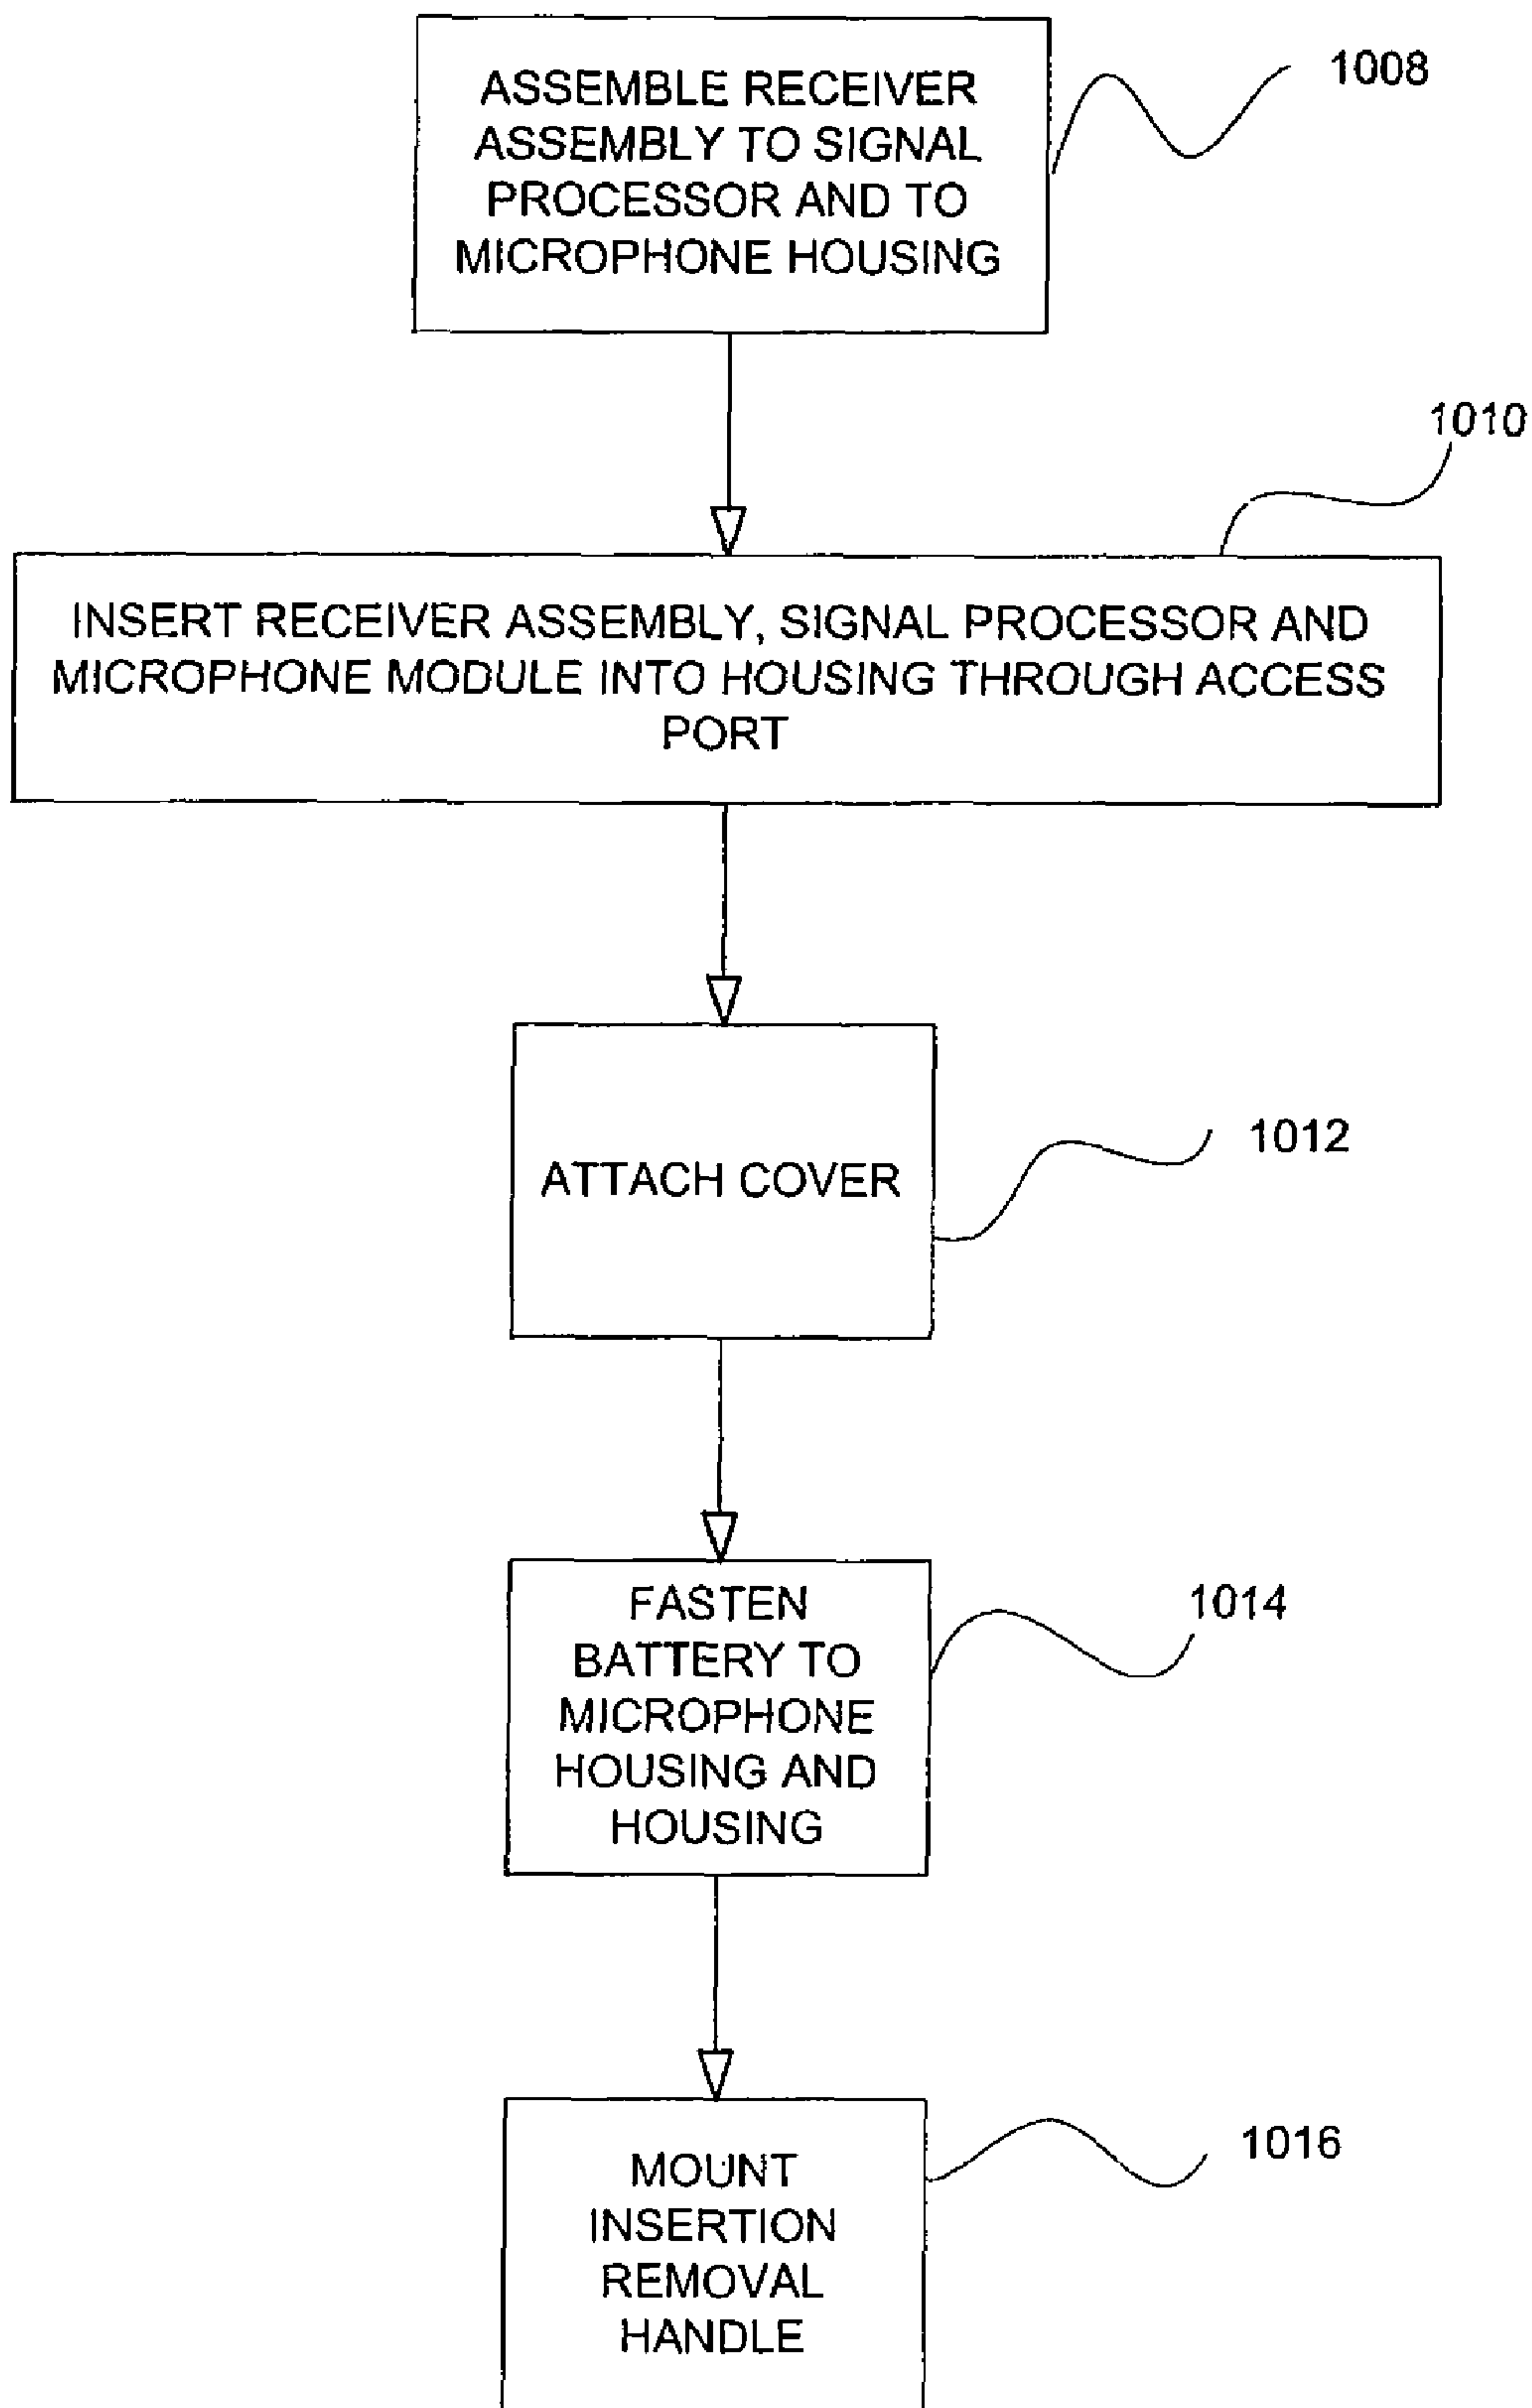 ASSEMBLE RECEIVER
ASSEMBLY TO SIGNAL
PROCESSOR AND TO
MICROPHONE HOUSING
1008
1010
INSERT RECEIVER ASSEMBLY, SIGNAL PROCESSOR AND
MICROPHONE MODULE INTO HOUSING THROUGH ACCESS
PORT
ATTACH COVER
1012
FASTEN
BATTERY TO
MICROPHONE
HOUSING AND
HOUSING
1014
MOUNT
INSERTION
REMOVAL
HANDLE
1016